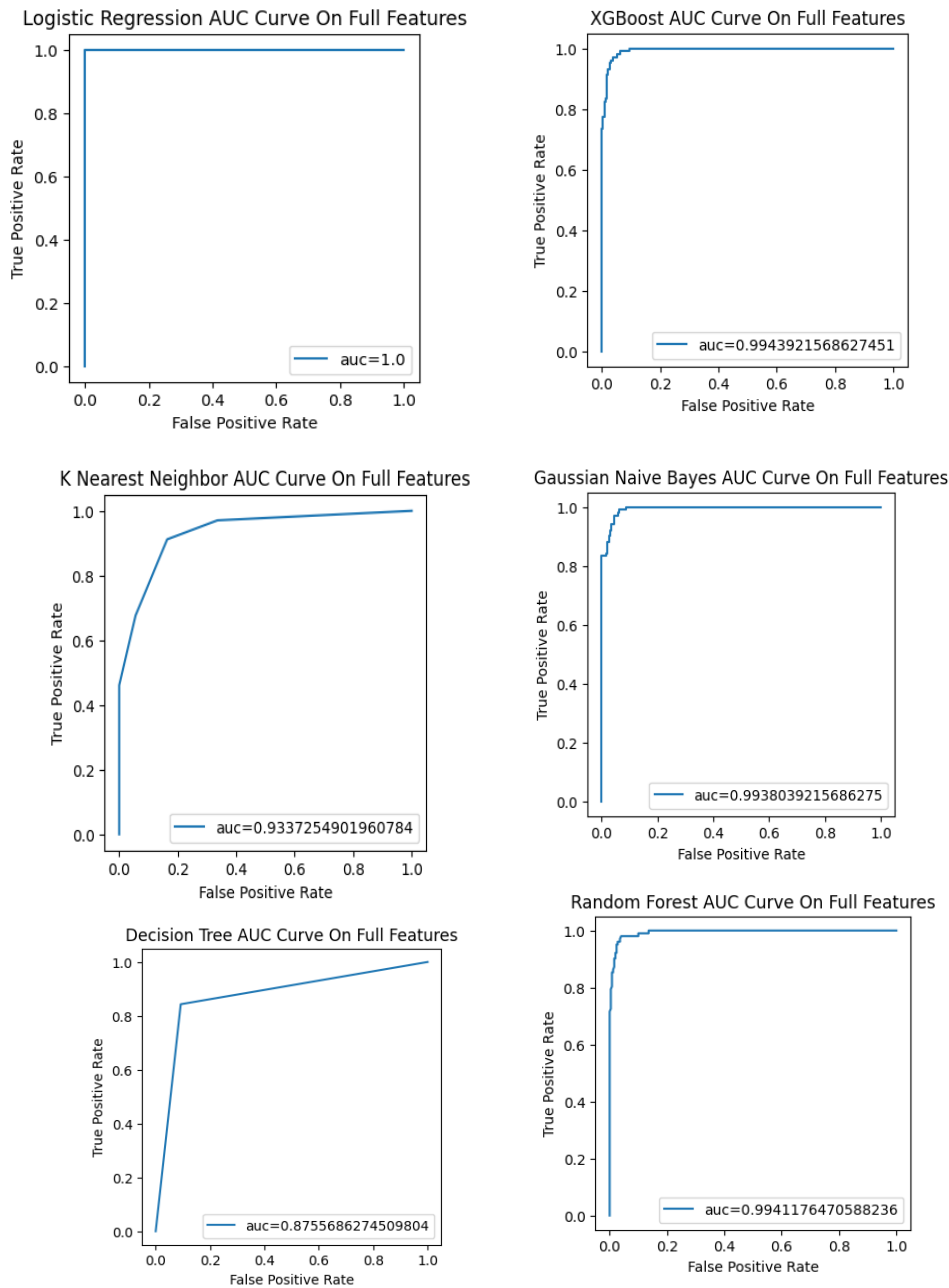 Logistic Regression AUC Curve On Full Features
1.0
0.8
0.6
0.4
0.2
0.0
True Positive Rate
auc=1.0
0.0 0.2 0.4 0.6 0.8 1.0
False Positive Rate
XGBoost AUC Curve On Full Features
1.0
0.8
0.6
0.4
0.2
0.0
True Positive Rate
auc=0.9943921568627451
0.0 0.2 0.4 0.6 0.8 1.0
False Positive Rate
K Nearest Neighbor AUC Curve On Full Features
1.0
0.8
0.6
0.4
0.2
0.0
True Positive Rate
auc=0.9337254901960784
0.0 0.2 0.4 0.6 0.8 1.0
False Positive Rate
Gaussian Naive Bayes AUC Curve On Full Features
1.0
0.8
0.6
0.4
0.2
0.0
True Positive Rate
auc=0.9938039215686275
0.0 0.2 0.4 0.6 0.8 1.0
False Positive Rate
Decision Tree AUC Curve On Full Features
1.0
0.8
0.6
0.4
0.2
0.0
True Positive Rate
auc=0.8755686274509804
0.0 0.2 0.4 0.6 0.8 1.0
False Positive Rate
Random Forest AUC Curve On Full Features
1.0
0.8
0.6
0.4
0.2
0.0
True Positive Rate
auc=0.9941176470588236
0.0 0.2 0.4 0.6 0.8 1.0
False Positive Rate